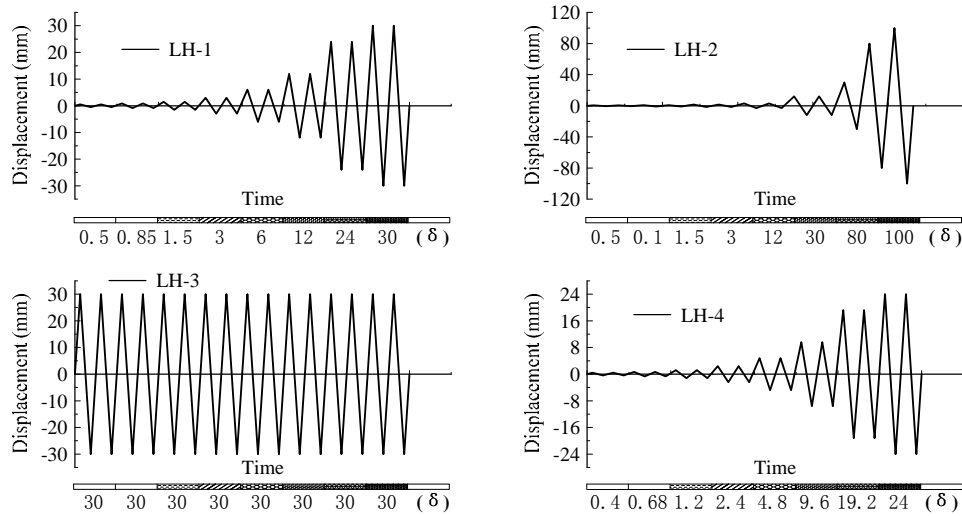 30
20
10
0
-10
-20
-30
Displacement (mm)
LH-1
Time
0.5 0.85 1.5 3 6 12 24 30 (δ)
120
80
40
0
-40
-80
-120
Displacement (mm)
LH-2
Time
0.5 0.1 1.5 3 12 30 80 100 (δ)
30
20
10
0
-10
-20
-30
Displacement (mm)
LH-3
Time
30 30 30 30 30 30 30 30 (δ)
24
16
8
0
-8
-16
-24
Displacement (mm)
LH-4
Time
0.4 0.68 1.2 2.4 4.8 9.6 19.2 24 (δ)